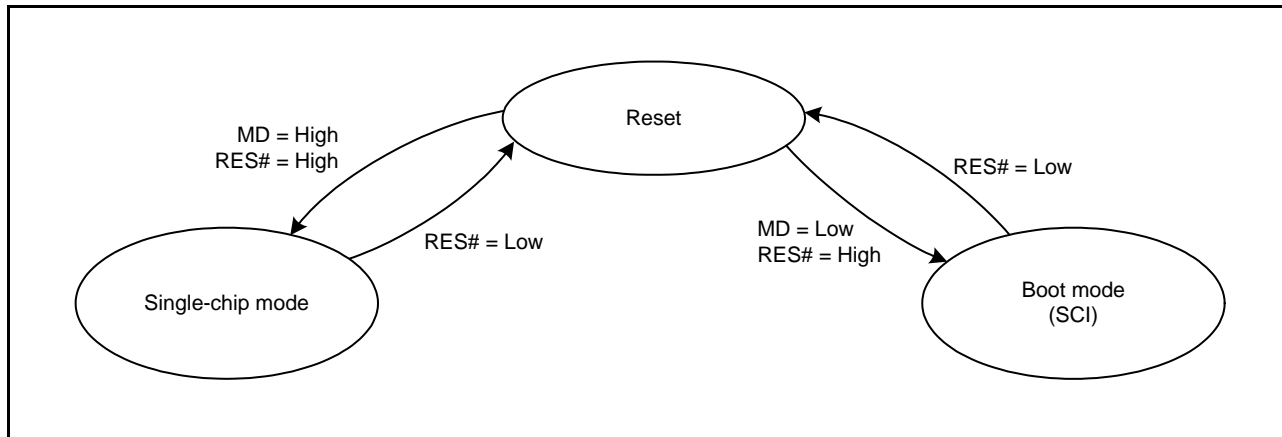 Reset
MD = High
RES# = High
RES# = Low
RES# = Low
MD = Low
RES# = High
Single-chip mode
Boot mode
(SCI)